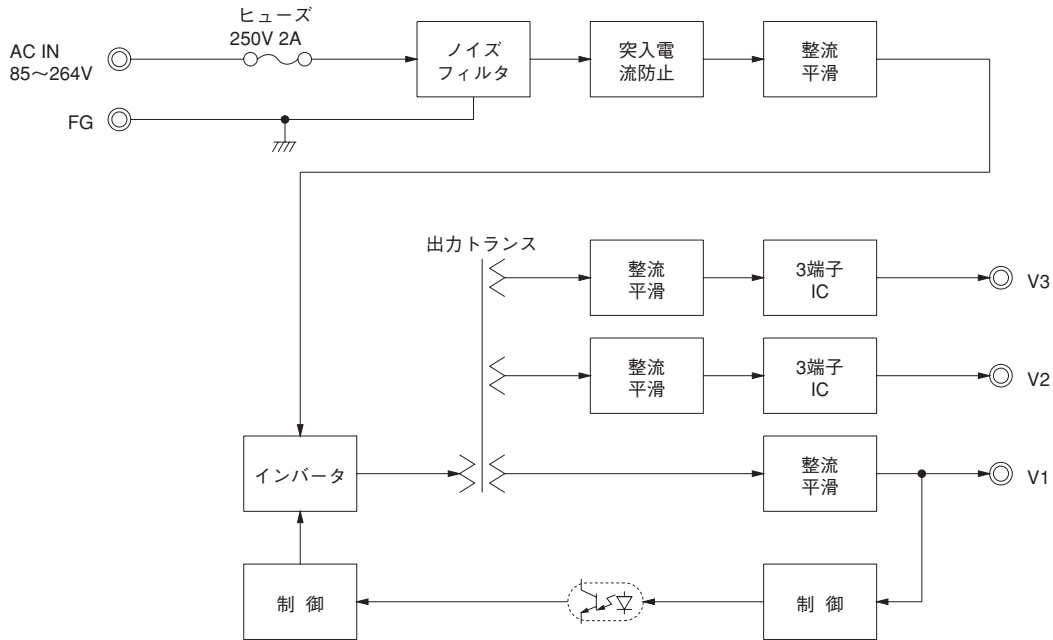 ヒューズ
250V 2A
AC IN
85～264V
ノイズ
フィルタ
突入電
流防止
整流
平滑
FG
出力トランス
整流
平滑
3端子
IC
V3
整流
平滑
3端子
IC
V2
インバータ
整流
平滑
V1
制 御
制 御